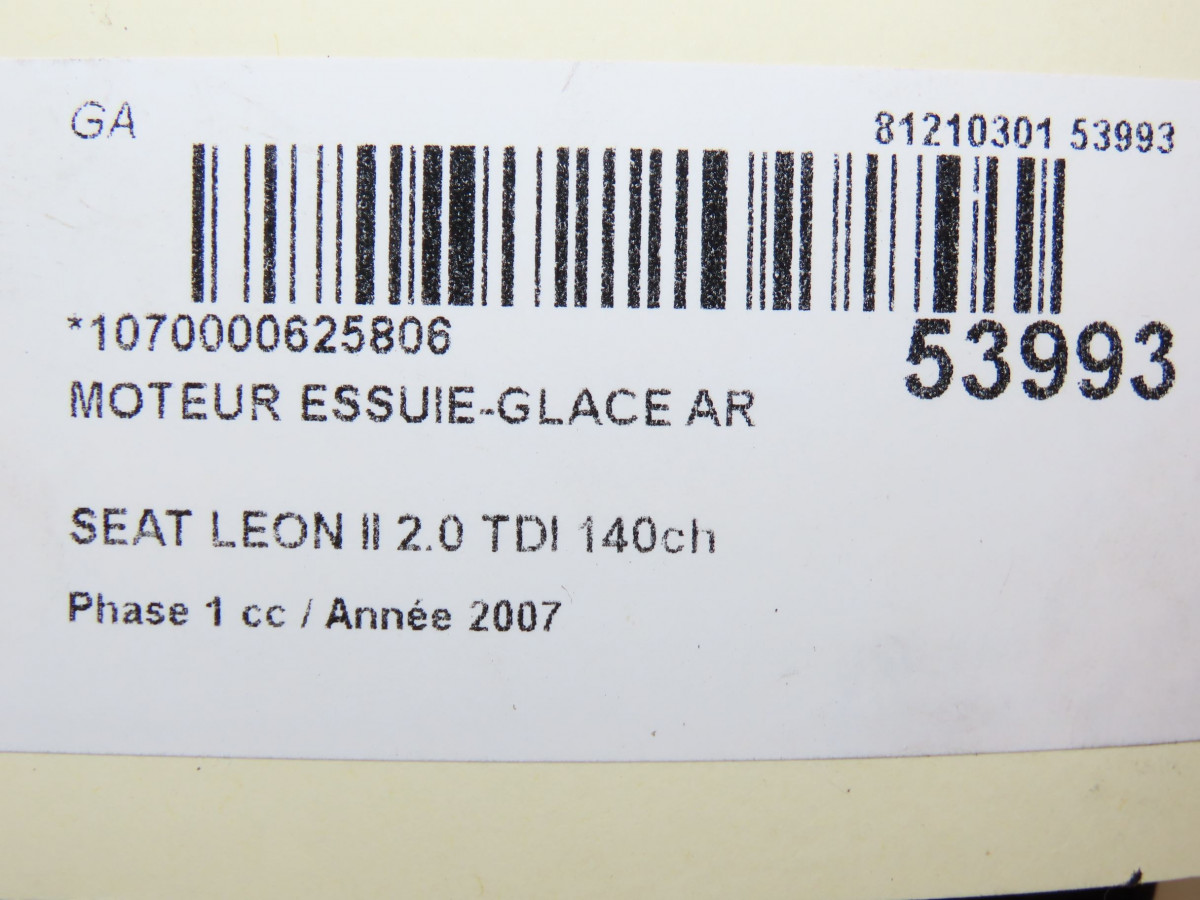 GA
81210301 53993
*1070000625806
53993
MOTEUR ESSUIE-GLACE AR
SEAT LEON II 2.0 TDI 140ch
Phase 1 cc / Année 2007